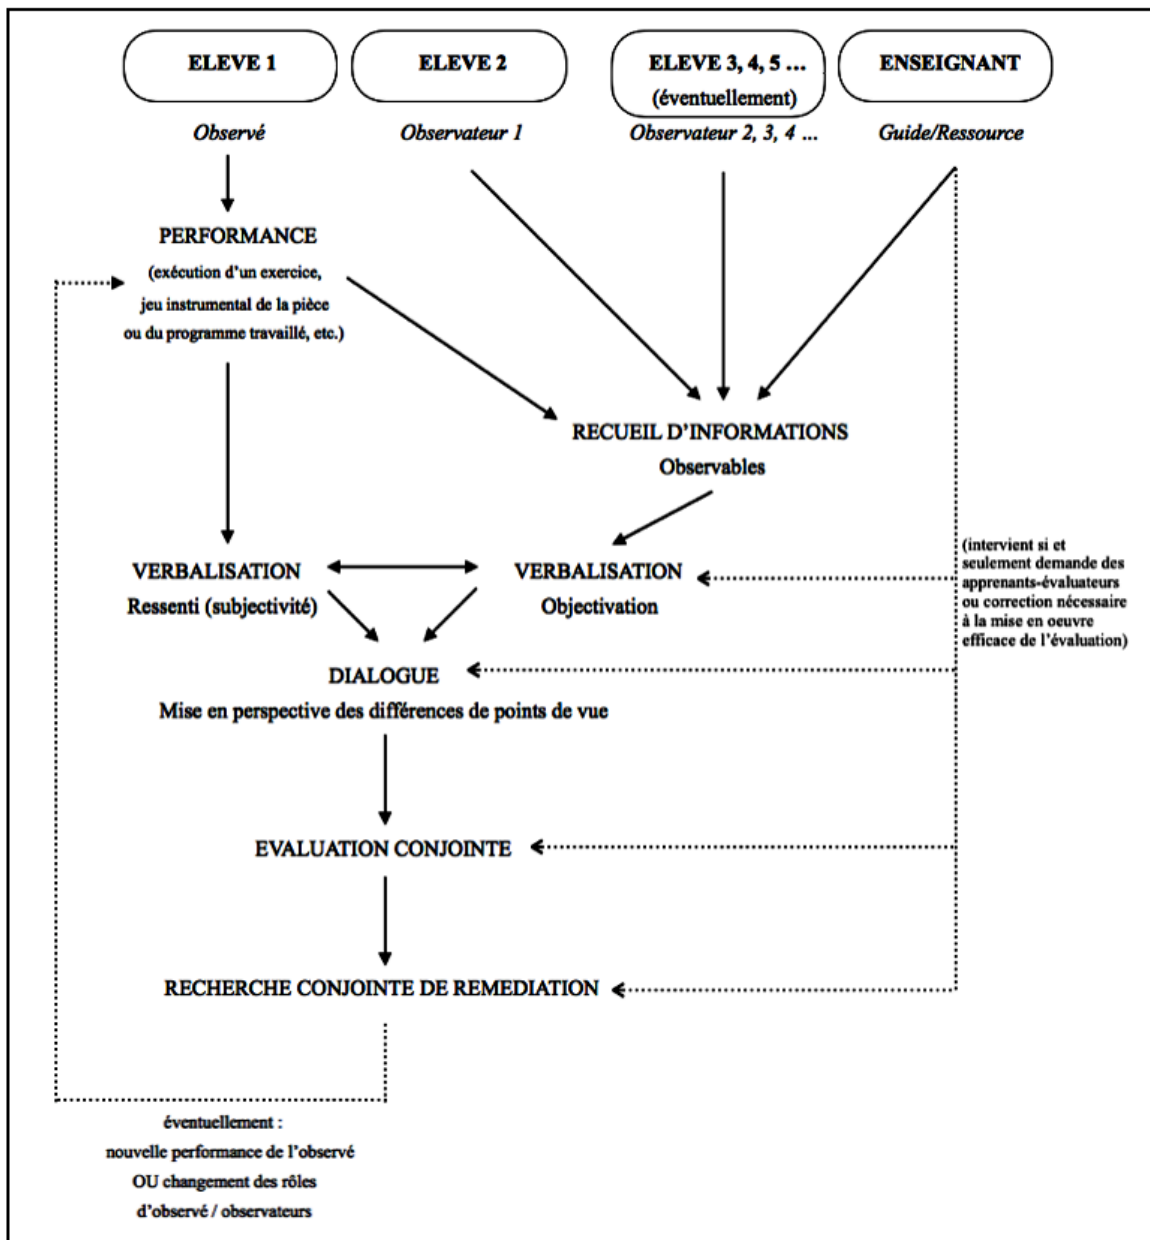 ELEVE 1
ELEVE 2
ELEVE 3, 4, 5 ...
(éventuellement)
ENSEIGNANT
Observé
Observateur 1
Observateur 2, 3, 4 ...
Guide/Ressource
PERFORMANCE
(exécution d'un exercice,
jeu instrumental de la pièce
ou du programme travaillé, etc.)
RECUEIL D'INFORMATIONS
Observables
VERBALISATION
Ressenti (subjectivité)
VERBALISATION
Objectivation
(intervient si et
seulement demande des
apprenants-évaluateurs
ou correction nécessaire
à la mise en oeuvre
efficace de l'évaluation)
DIALOGUE
Mise en perspective des différences de points de vue
EVALUATION CONJOINTE
RECHERCHE CONJOINTE DE REMEDIATION
éventuellement :
nouvelle performance de l'observé
OU changement des rôles
d'observé / observateurs